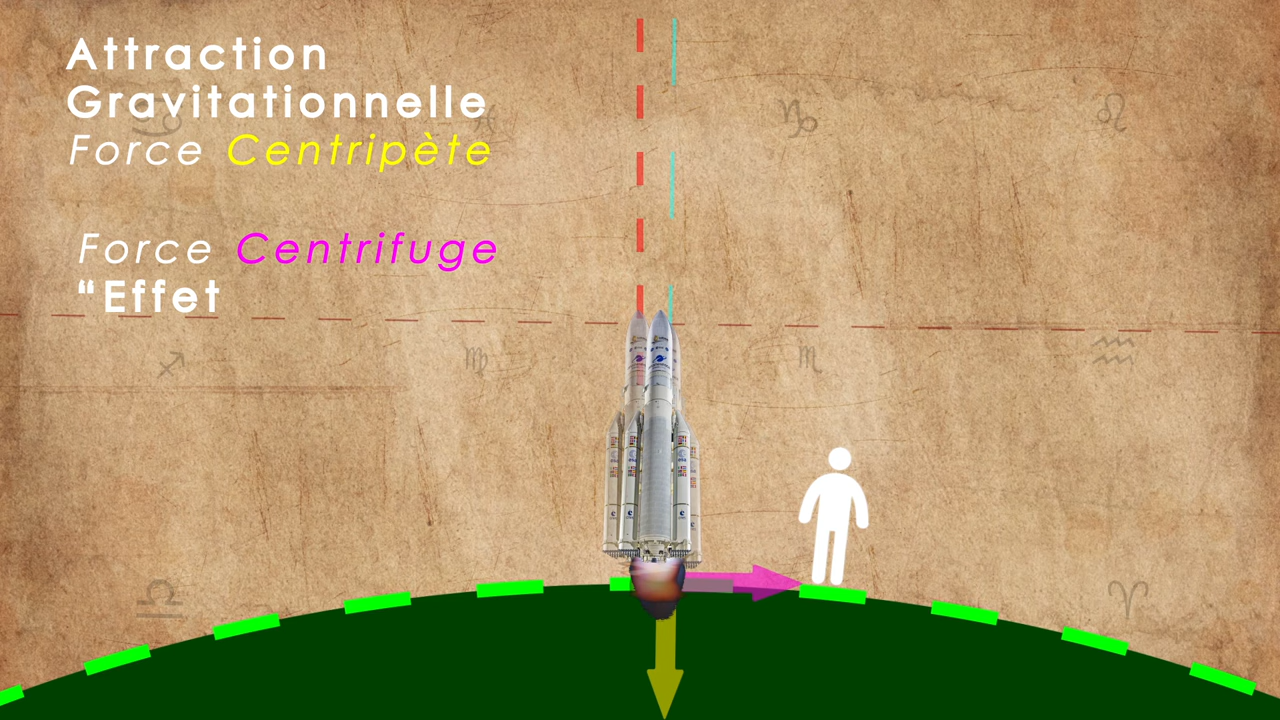 Attraction
Gravitationnelle
Force Centripète
Force Centrifuge
“Effet